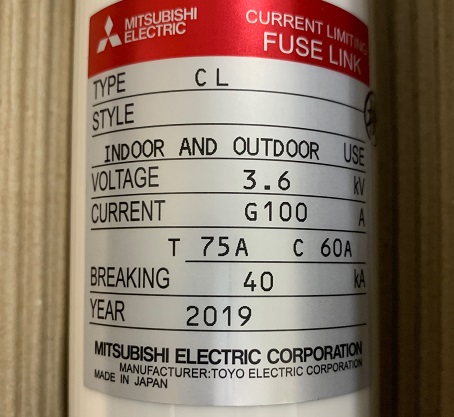 MITSUBISHI
ELECTRIC
CURRENT LIMITING
FUSE LINK
TYPE CL
STYLE
INDOOR AND OUTDOOR USE
VOLTAGE 3.6 kV
CURRENT G100 A
T 75A C 60A
BREAKING 40 kA
YEAR 2019
MITSUBISHI ELECTRIC CORPORATION
MANUFACTURER:TOYO ELECTRIC CORPORATION
MADE IN JAPAN